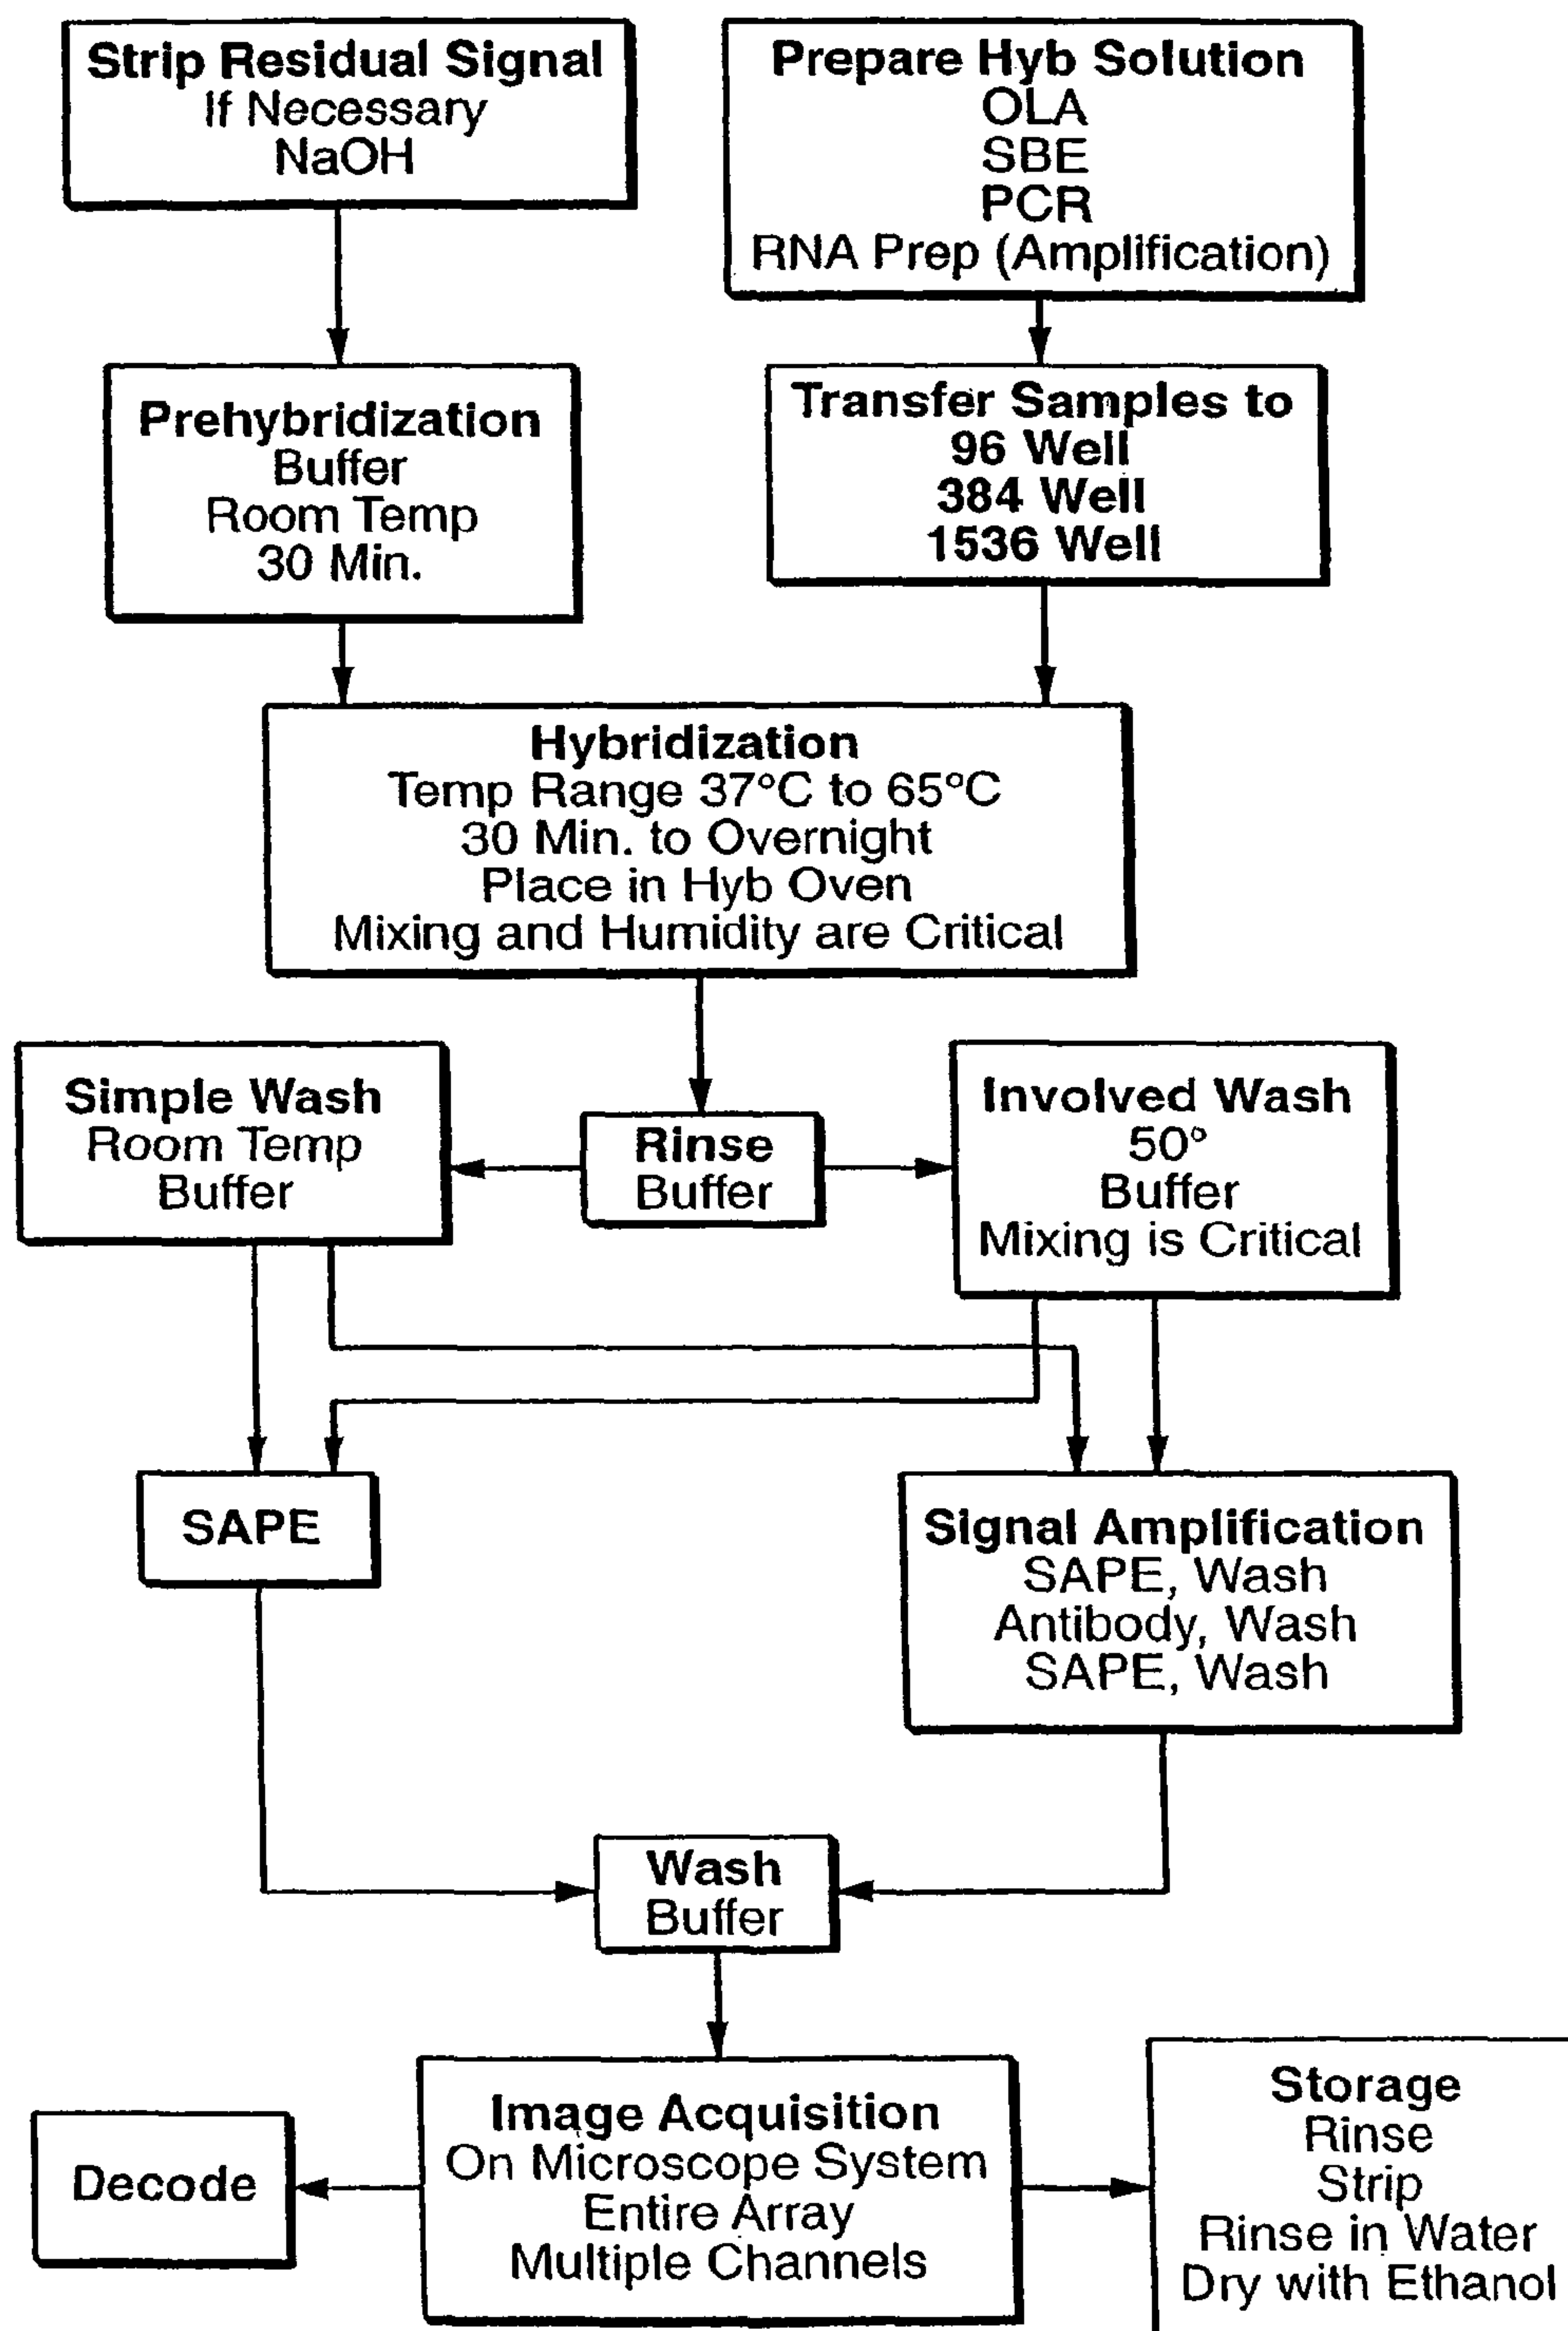 Strip Residual Signal
If Necessary
NaOH
Prepare Hyb Solution
OLA
SBE
PCR
RNA Prep (Amplification)
Prehybridization
Buffer
Room Temp
30 Min.
Transfer Samples to
96 Well
384 Well
1536 Well
Hybridization
Temp Range 37°C to 65°C
30 Min. to Overnight
Place in Hyb Oven
Mixing and Humidity are Critical
Simple Wash
Room Temp
Buffer
Rinse
Buffer
Involved Wash
50°
Buffer
Mixing is Critical
SAPE
Signal Amplification
SAPE, Wash
Antibody, Wash
SAPE, Wash
Wash
Buffer
Decode
Image Acquisition
On Microscope System
Entire Array
Multiple Channels
Storage
Rinse
Strip
Rinse in Water
Dry with Ethanol